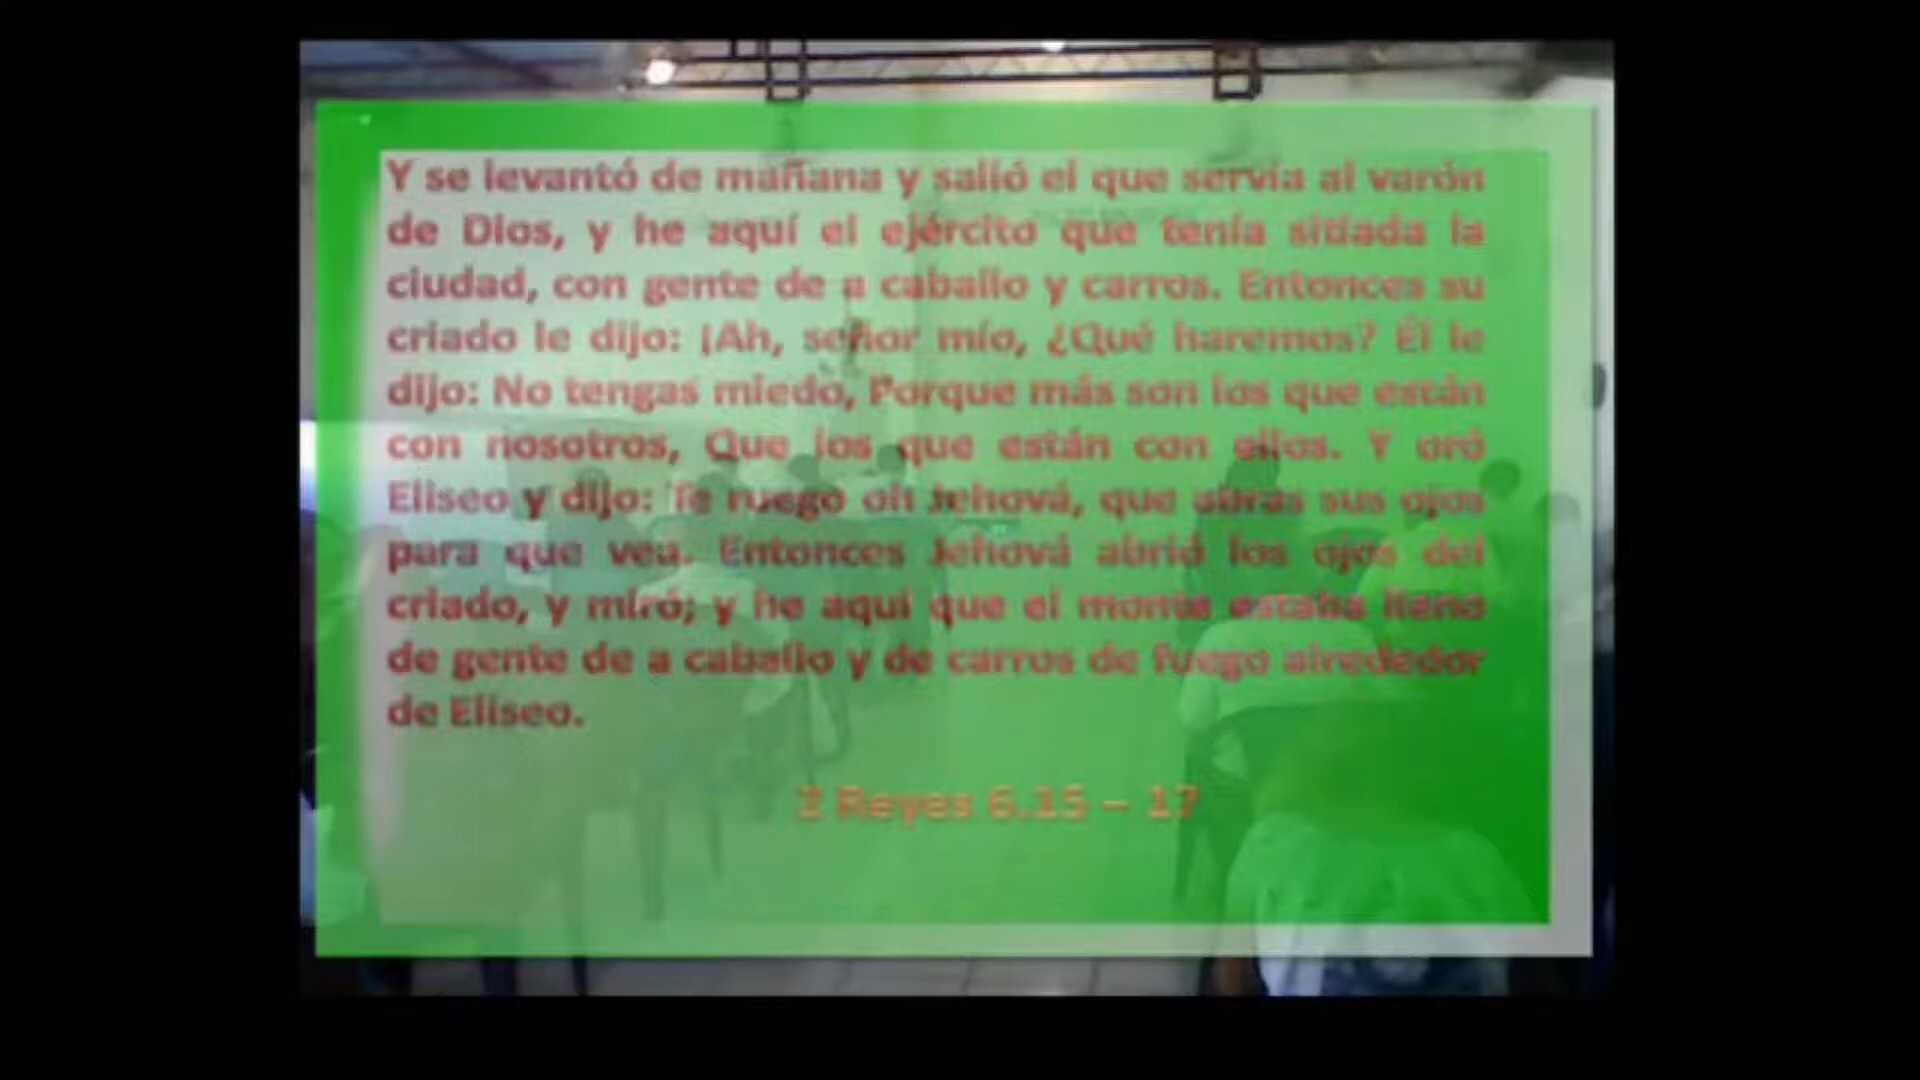 Y se levantó de mañana y salió el que servía al varón
de Dios, y he aquí el ejército que tenía sitiada la
ciudad, con gente de a caballo y carros. Entonces su
criado le dijo: ¡Ah, señor mío, ¿Qué haremos? Él le
dijo: No tengas miedo, Porque más son los que están
con nosotros, Que los que están con ellos. Y oró
Eliseo y dijo: Te ruego oh Jehová, que abras sus ojos
para que vea. Entonces Jehová abrió los ojos del
criado, y miró; y he aquí que el monte estaba lleno
de gente de a caballo y de carros de fuego alrededor
de Eliseo.
2 Reyes 6.15 – 17